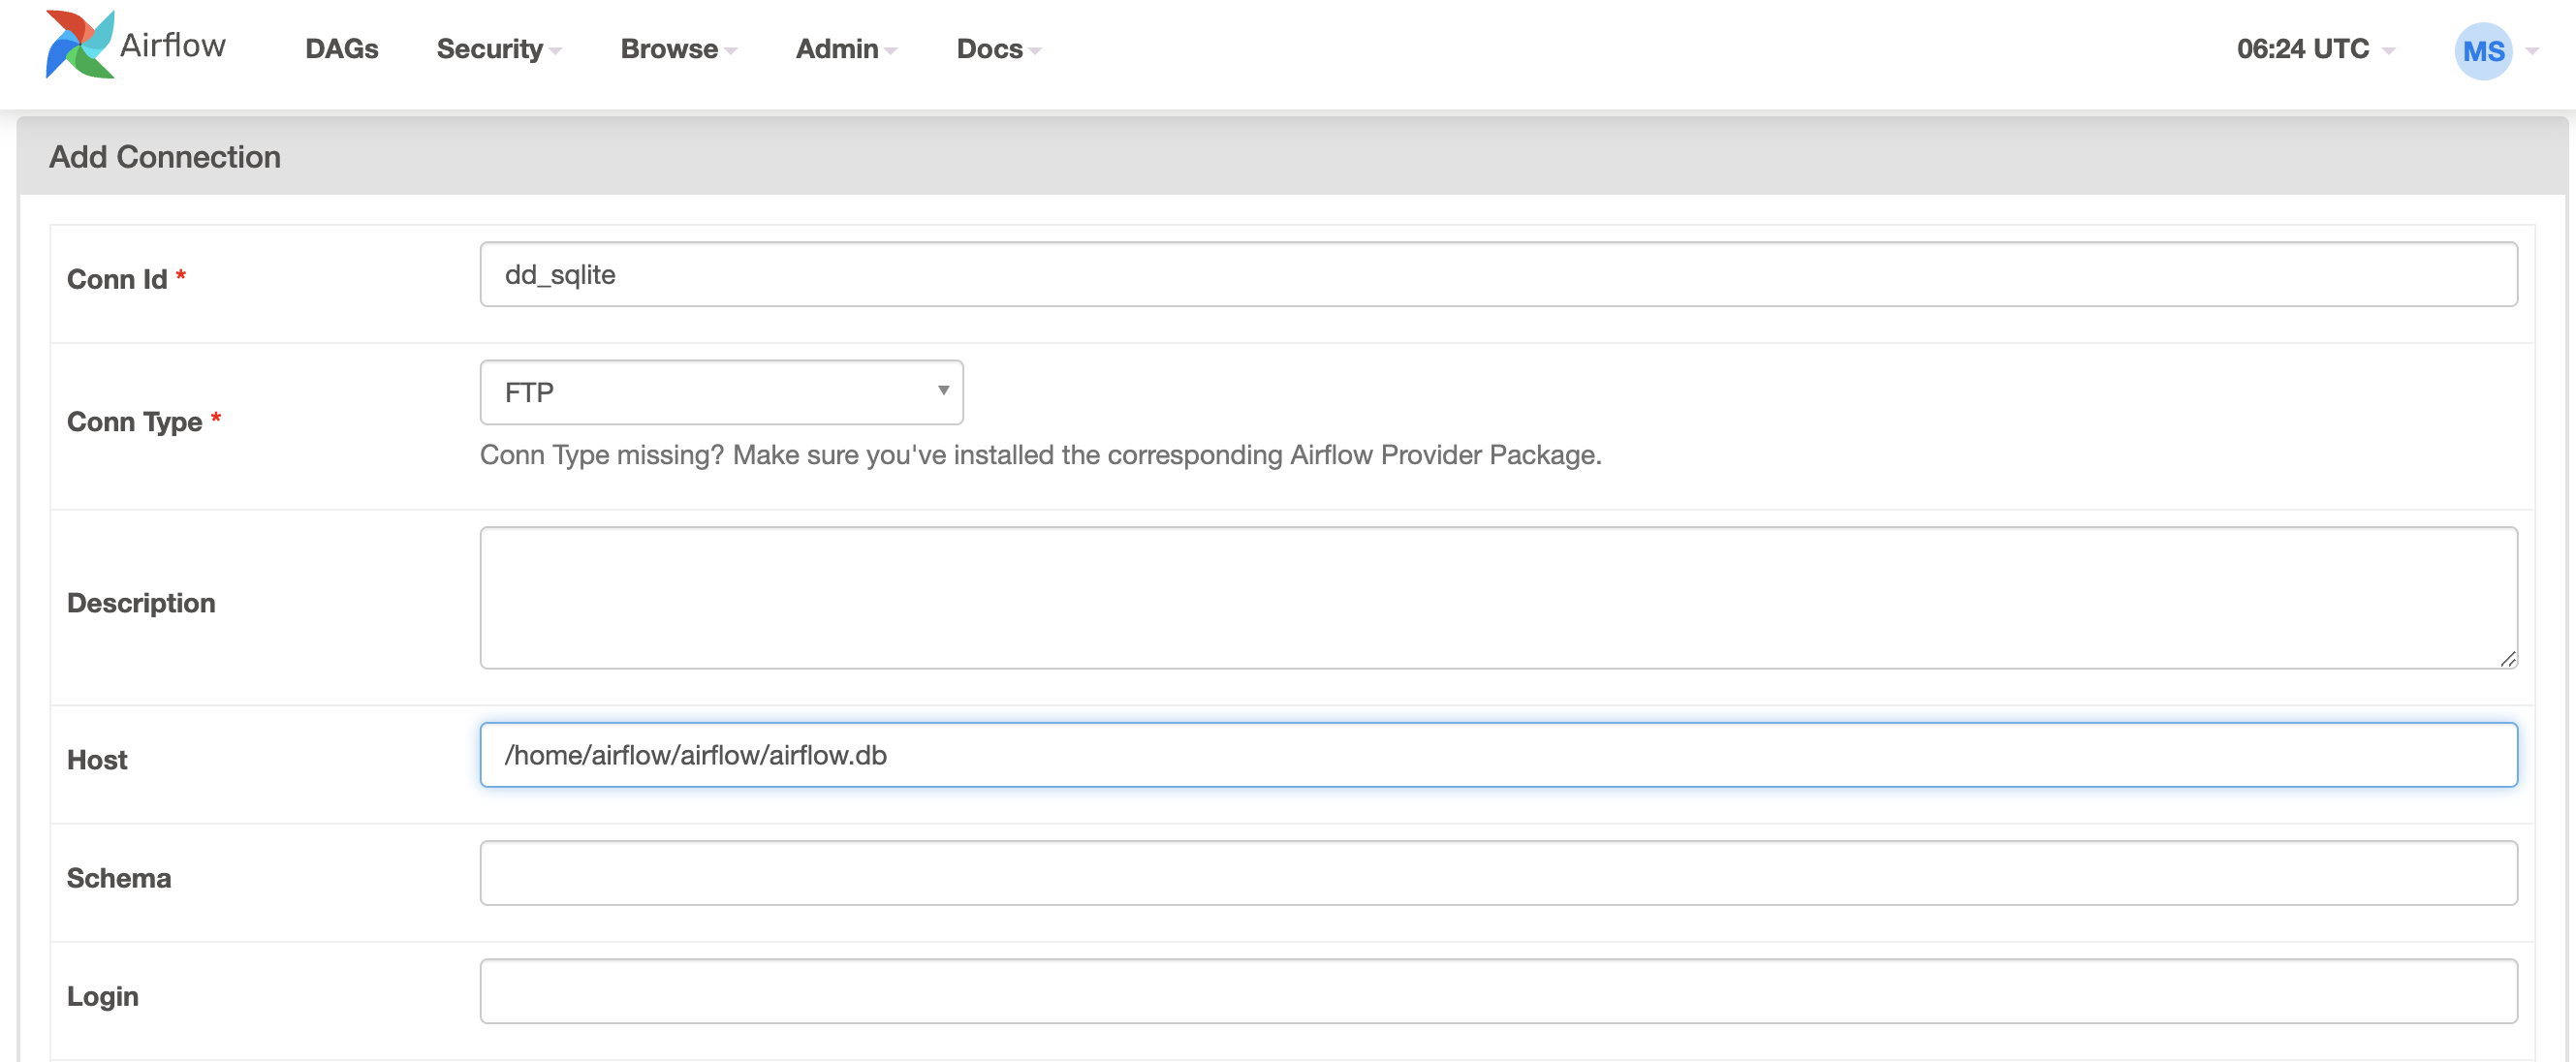 Airflow DAGs Security Browse Admin Docs 06:24 UTC MS
Add Connection
Conn Id * dd_sqlite
Conn Type * FTP
Conn Type missing? Make sure you've installed the corresponding Airflow Provider Package.
Description
Host /home/airflow/airflow/airflow.db
Schema
Login